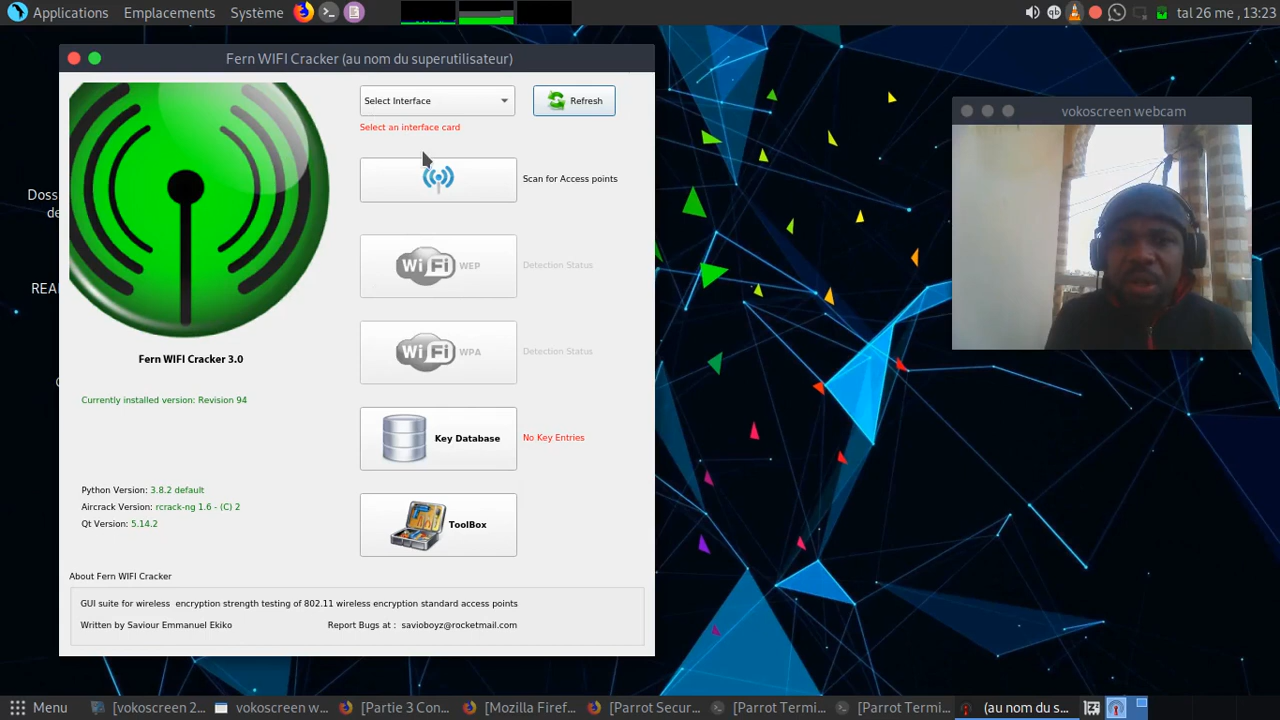 Applications Emplacements Système tal 26 me , 13:23
Fern WIFI Cracker (au nom du superutilisateur)
Select Interface Refresh
Select an interface card
Scan for Access points
vokoscreen webcam
Doss
de
REA
WiFi WEP Detection Status
WiFi WPA Detection Status
Fern WIFI Cracker 3.0
Currently installed version: Revision 94
Key Database No Key Entries
Python Version: 3.8.2 default
Aircrack Version: rcrack-ng 1.6 - (C) 2
Qt Version: 5.14.2
ToolBox
About Fern WIFI Cracker
GUI suite for wireless encryption strength testing of 802.11 wireless encryption standard access points
Written by Saviour Emmanuel Ekiko Report Bugs at : savioboyz@rocketmail.com
Menu [vokoscreen 2... vokoscreen w... [Partie 3 Con... [Mozilla Firef... [Parrot Secur... [Parrot Termi... [Parrot Termi... (au nom du s...